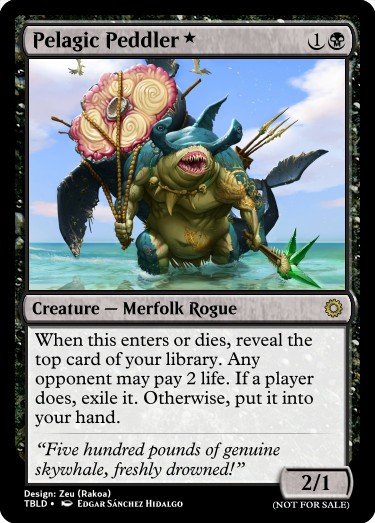 Pelagic Peddler ★ 1
Creature — Merfolk Rogue
When this enters or dies, reveal the
top card of your library. Any
opponent may pay 2 life. If a player
does, exile it. Otherwise, put it into
your hand.
“Five hundred pounds of genuine
skywhale, freshly drowned!”
2/1
Design: Zeu (Rakoa)
TBLD • Edgar Sánchez Hidalgo
(NOT FOR SALE)